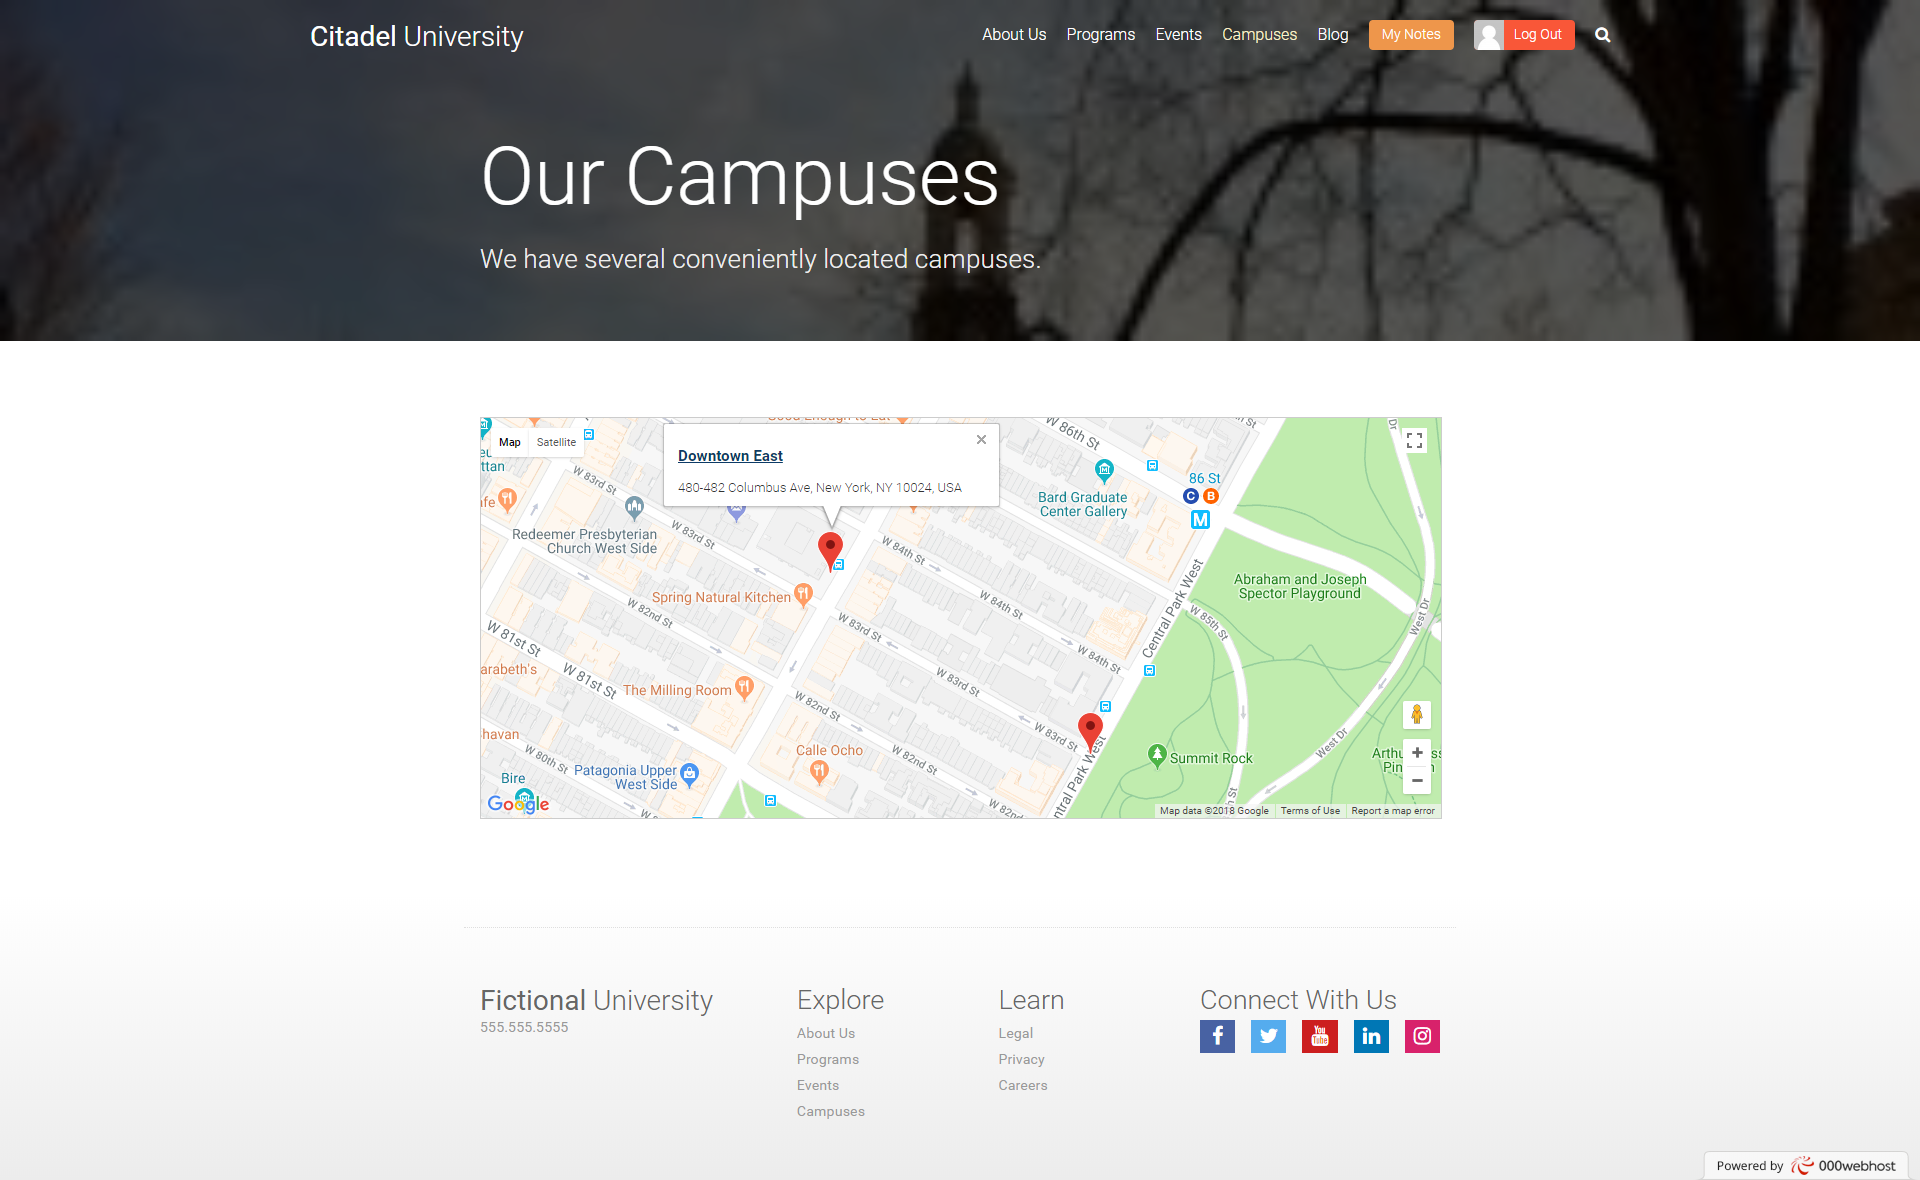 Citadel University
About Us
Programs
Events
Campuses
Blog
My Notes
Log Out
Our Campuses
We have several conveniently located campuses.
Map
Satellite
Downtown East
480-482 Columbus Ave, New York, NY 10024, USA
W 86th St
86 St
C
B
M
Bard Graduate
Center Gallery
Redeemer Presbyterian
Church West Side
W 83rd St
W 83rd St
W 84th St
Abraham and Joseph
Spector Playground
Spring Natural Kitchen
W 82nd St
W 84th St
Central Park West
W 85th St
West Dr
W 81st St
W 83rd St
W 84th St
W 81st St
The Milling Room
W 83rd St
W 82nd St
W 83rd St
West Dr
Calle Ocho
W 80th St
W 82nd St
Summit Rock
Patagonia Upper
West Side
Bire
W 82nd
Google
Map data ©2018 Google
Terms of Use
Report a map error
Fictional University
555.555.5555
Explore
About Us
Programs
Events
Campuses
Learn
Legal
Privacy
Careers
Connect With Us
f
You
Tube
in
Powered by 000webhost